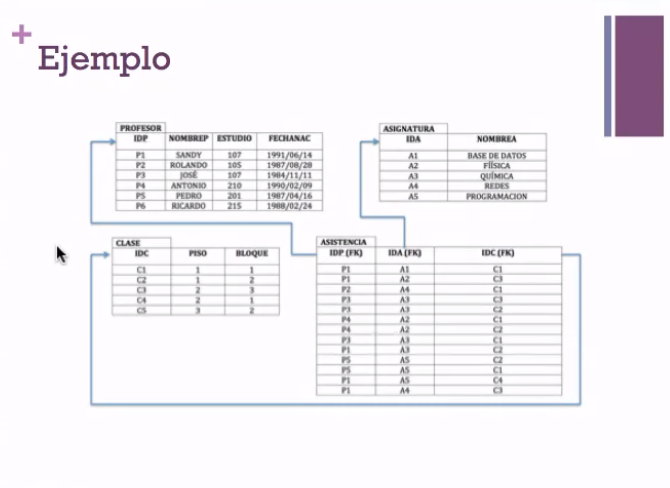 +
Ejemplo
PROFESOR
IDP NOMBREP ESTUDIO FECHANAC
P1 SANDY 107 1991/06/14
P2 ROLANDO 105 1987/08/28
P3 JOSÉ 107 1984/11/11
P4 ANTONIO 210 1990/02/09
P5 PEDRO 201 1987/04/16
P6 RICARDO 215 1988/02/24
ASIGNATURA
IDA NOMBREA
A1 BASE DE DATOS
A2 FÍISICA
A3 QUÍMICA
A4 REDES
A5 PROGRAMACION
CLASE
IDC PISO BLOQUE
C1 1 1
C2 1 2
C3 2 3
C4 2 1
C5 3 2
ASISTENCIA
IDP (FK) IDA (FK) IDC (FK)
P1 A1 C1
P1 A2 C3
P2 A4 C1
P3 A3 C3
P3 A3 C2
P4 A2 C1
P4 A2 C2
P3 A3 C1
P1 A3 C2
P5 A5 C2
P5 A5 C1
P1 A5 C4
P1 A4 C3